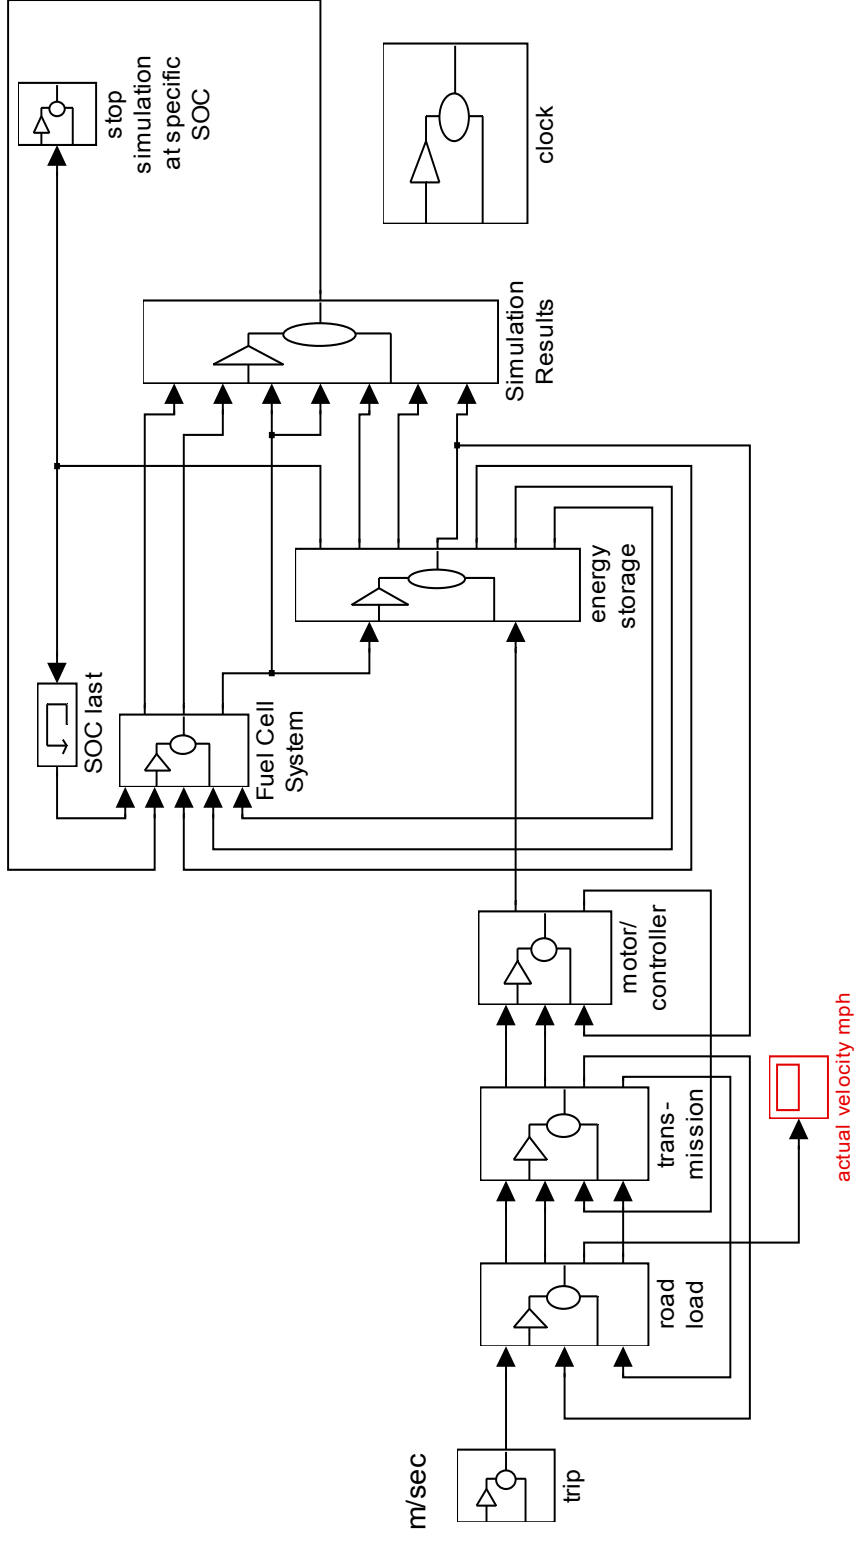 m/sec
trip
road
load
trans-
mission
motor/
controller
actual velocity mph
SOC last
Fuel Cell
System
energy
storage
Simulation
Results
stop
simulation
at specific
SOC
clock